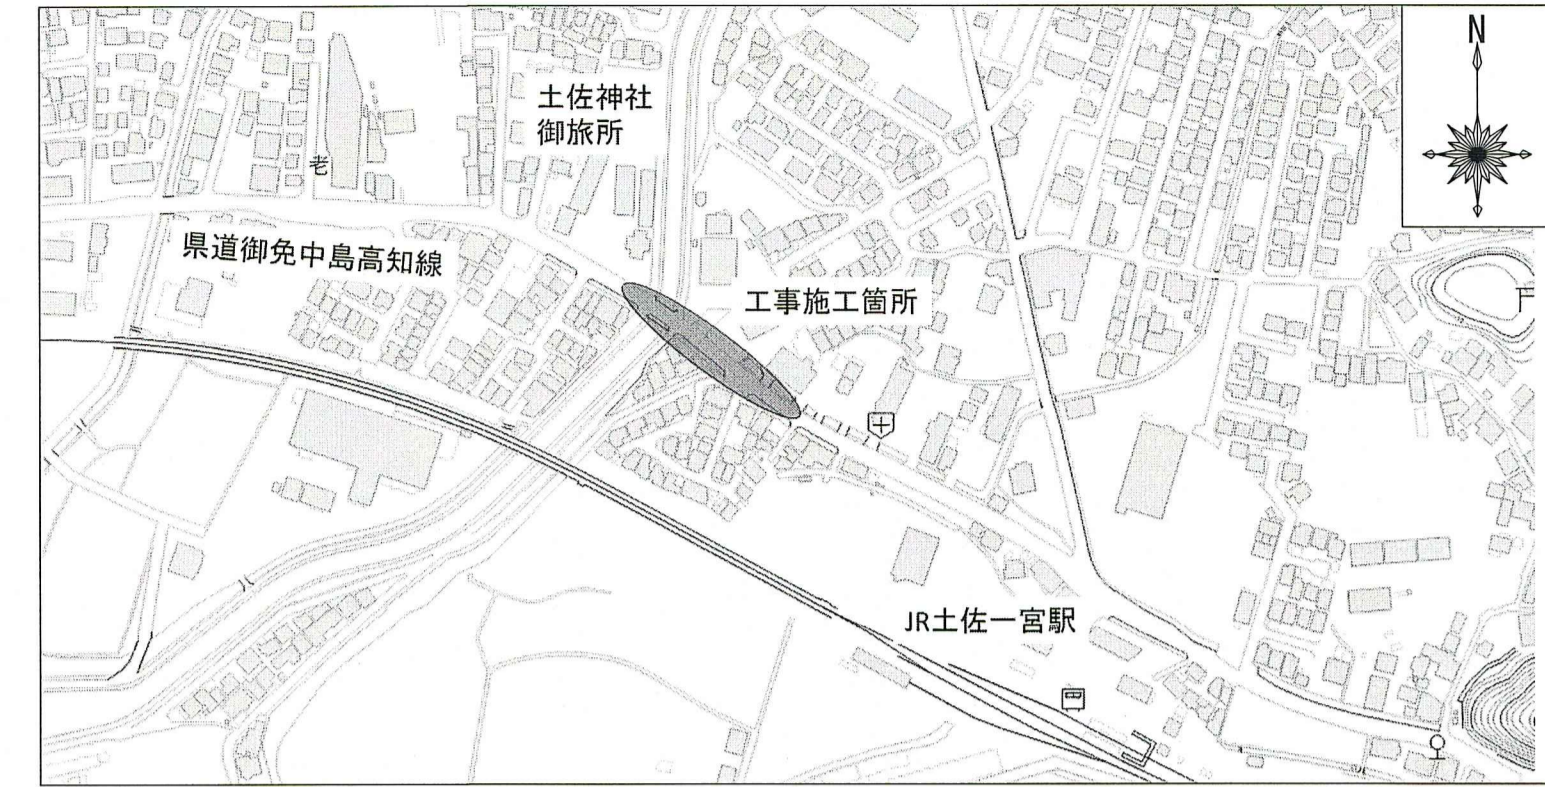 N
土佐神社
御旅所
老
県道御免中島高知線
工事施工箇所
JR土佐一宮駅